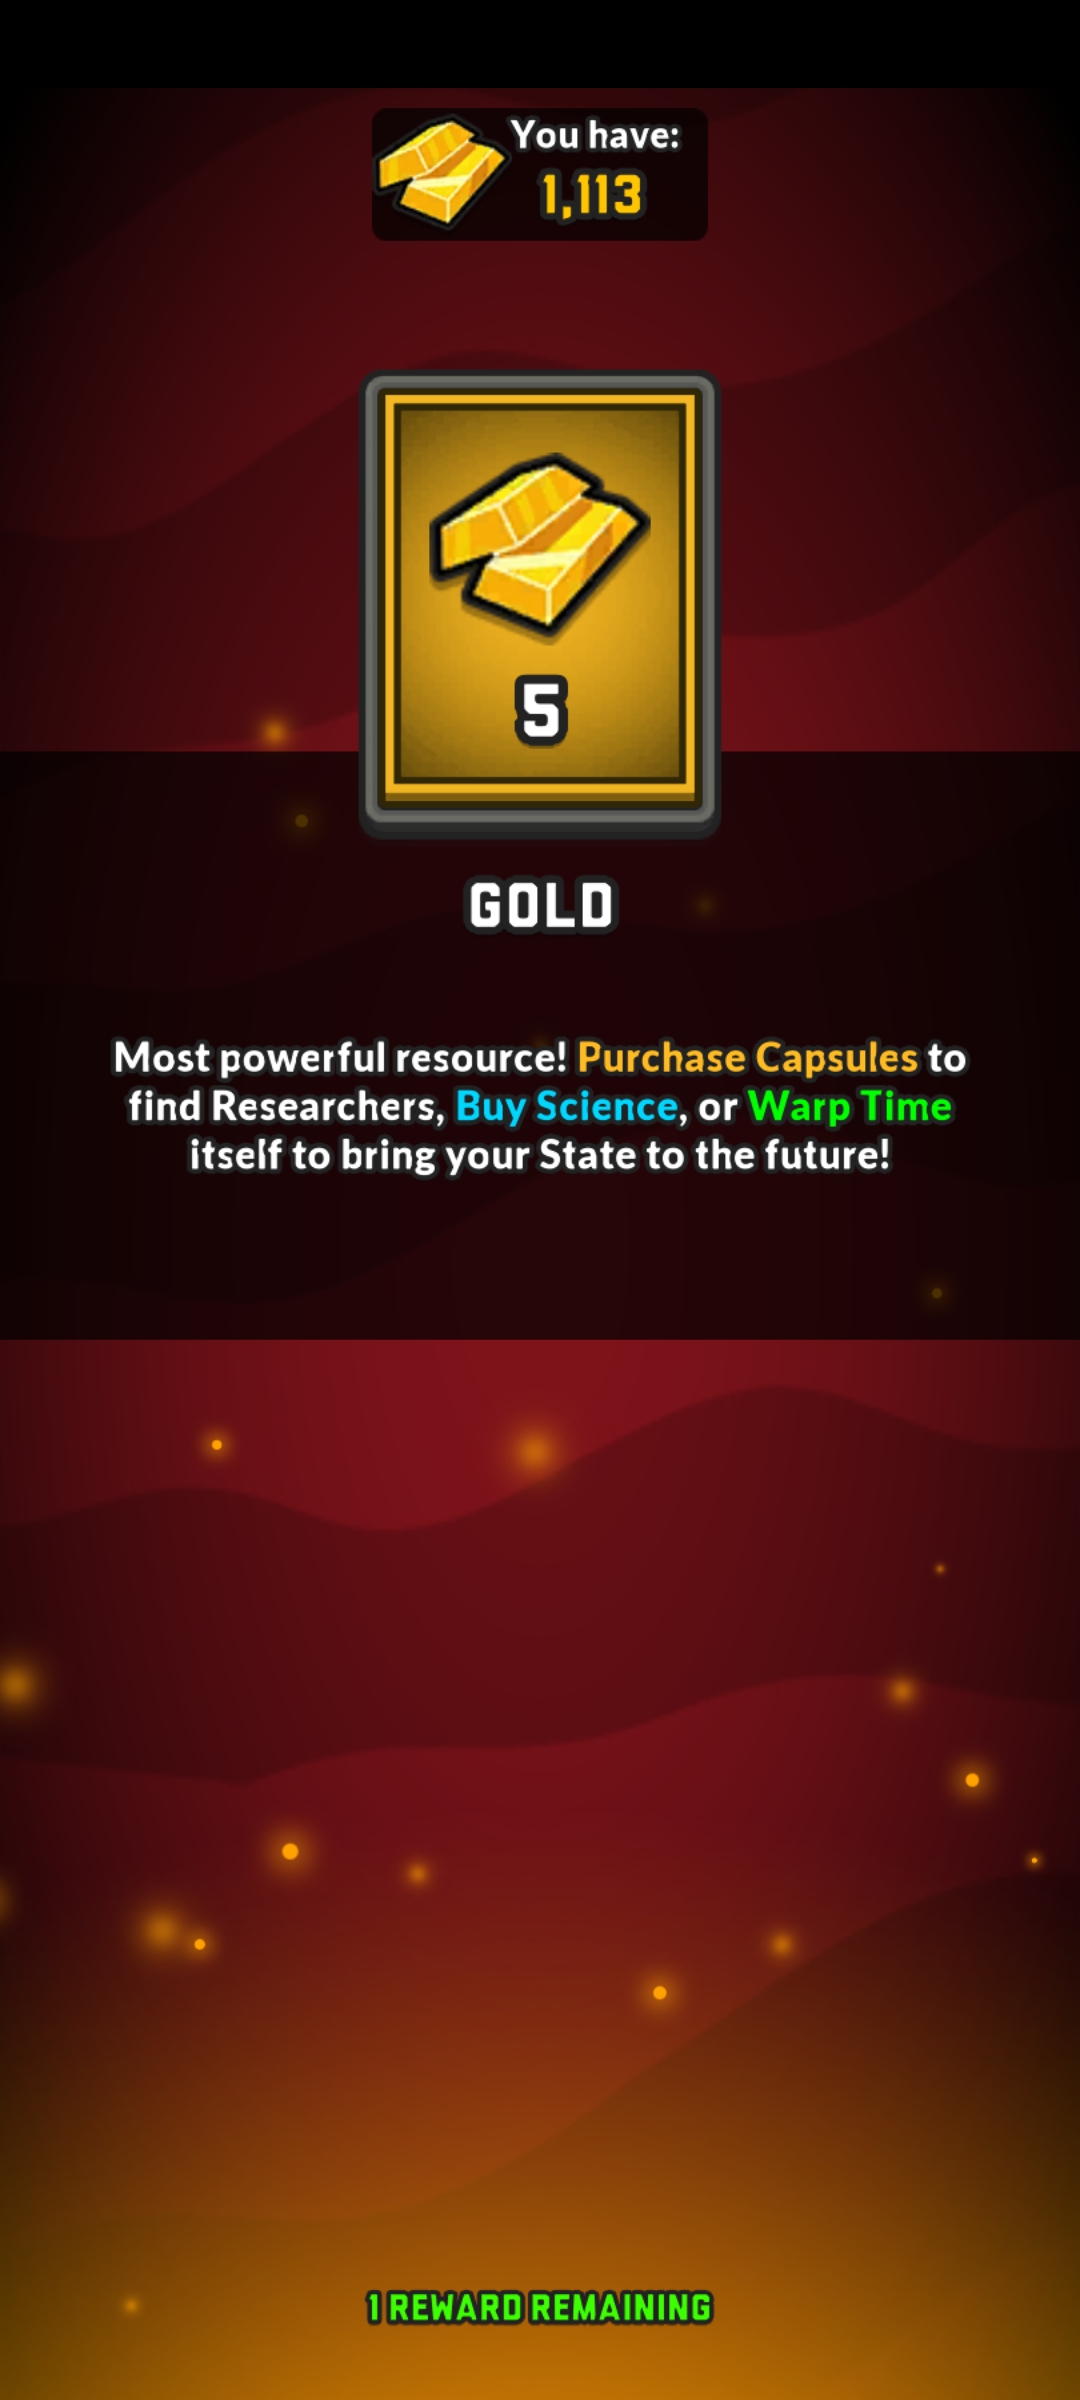 You have:
1,113
5
GOLD
Most powerful resource! Purchase Capsules to
find Researchers, Buy Science, or Warp Time
itself to bring your State to the future!
1 REWARD REMAINING